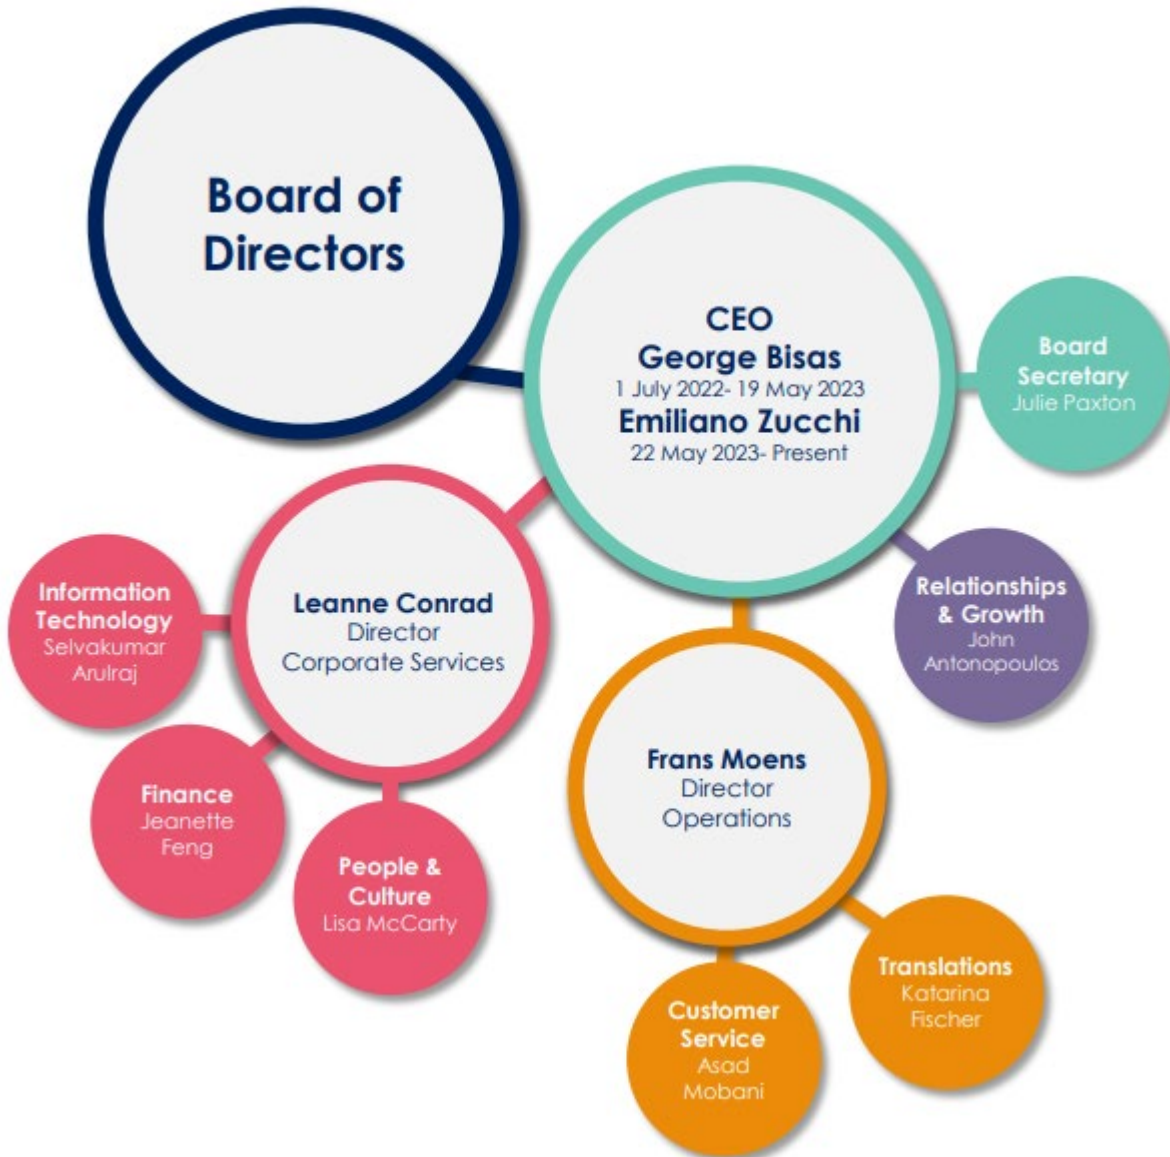 Board of
Directors
CEO
George Bisas
1 July 2022- 19 May 2023
Emiliano Zucchi
22 May 2023- Present
Board
Secretary
Julie Paxton
Relationships
& Growth
John
Antonopoulos
Leanne Conrad
Director
Corporate Services
Information
Technology
Selvakumar
Arulraj
Finance
Jeanette
Feng
People &
Culture
Lisa McCarty
Frans Moens
Director
Operations
Translations
Katarina
Fischer
Customer
Service
Asad
Mobani